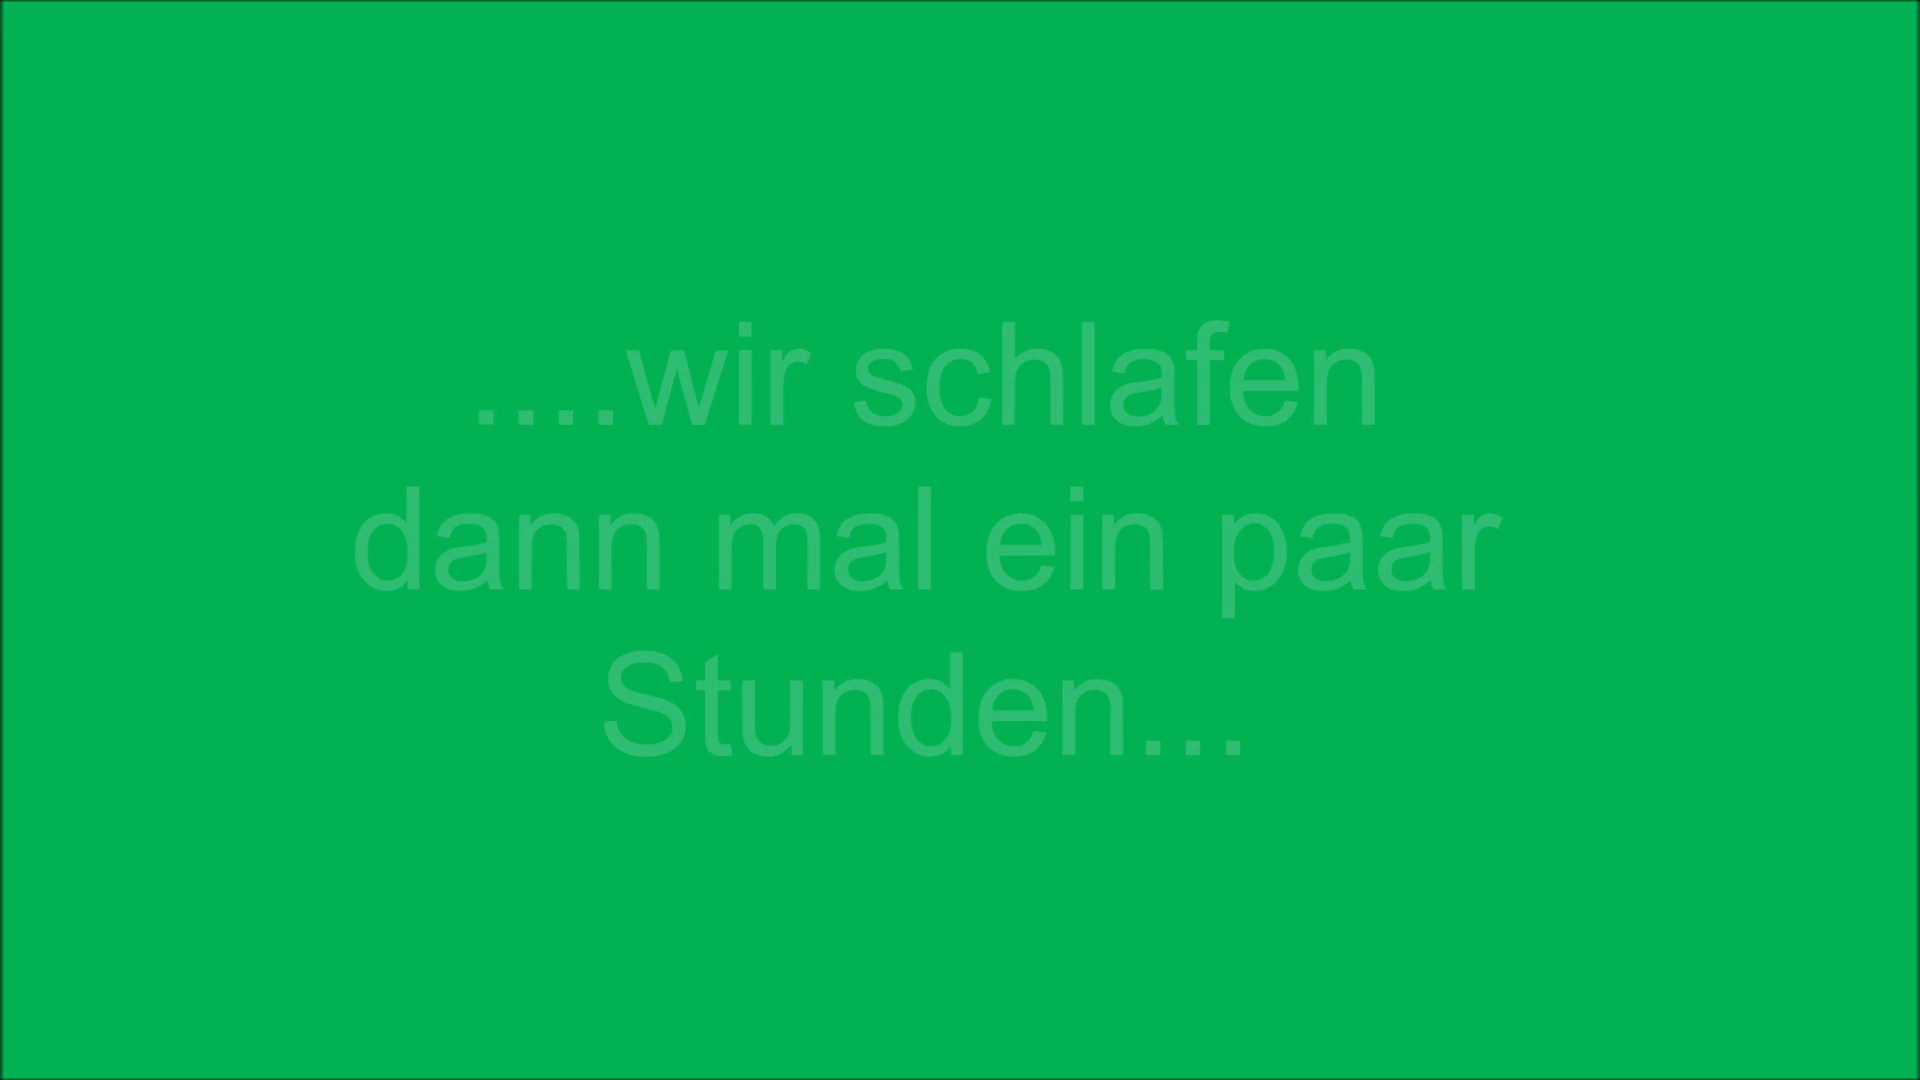 ....wir schlafen
dann mal ein paar
Stunden...